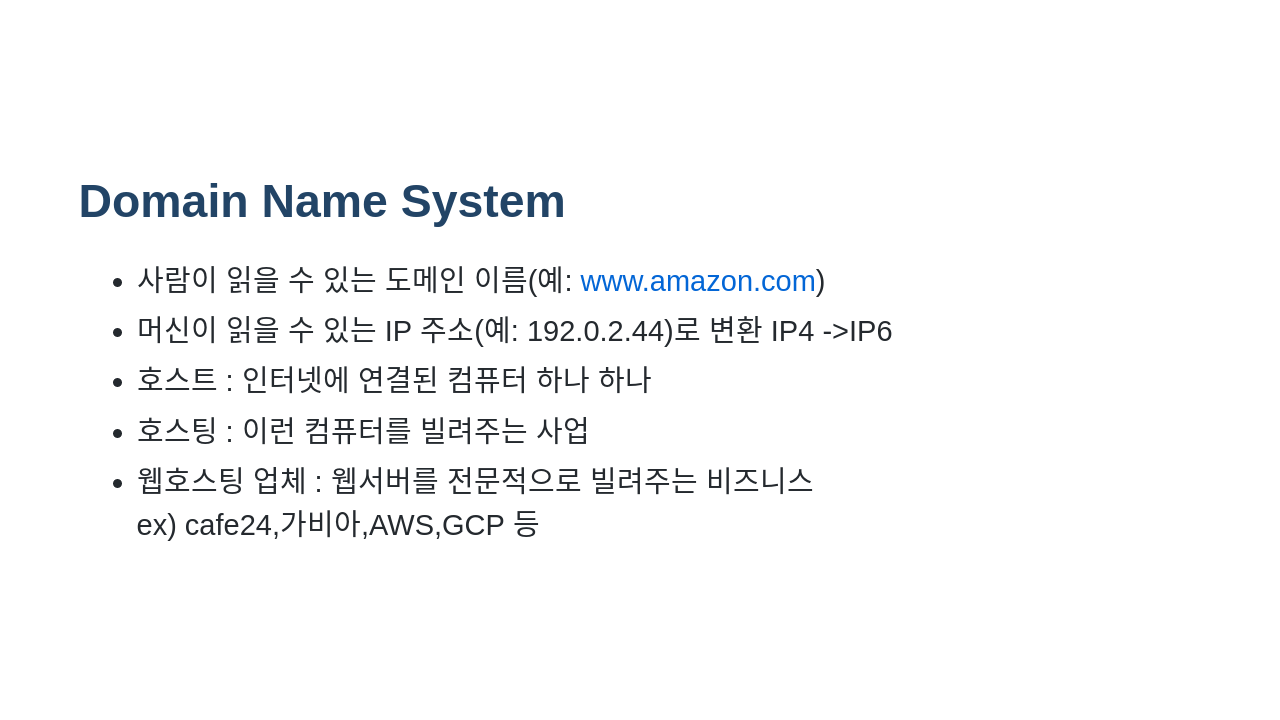 Domain Name System
• 사람이 읽을 수 있는 도메인 이름(예: www.amazon.com)
• 머신이 읽을 수 있는 IP 주소(예: 192.0.2.44)로 변환 IP4 ->IP6
• 호스트 : 인터넷에 연결된 컴퓨터 하나 하나
• 호스팅 : 이런 컴퓨터를 빌려주는 사업
• 웹호스팅 업체 : 웹서버를 전문적으로 빌려주는 비즈니스
ex) cafe24,가비아,AWS,GCP 등